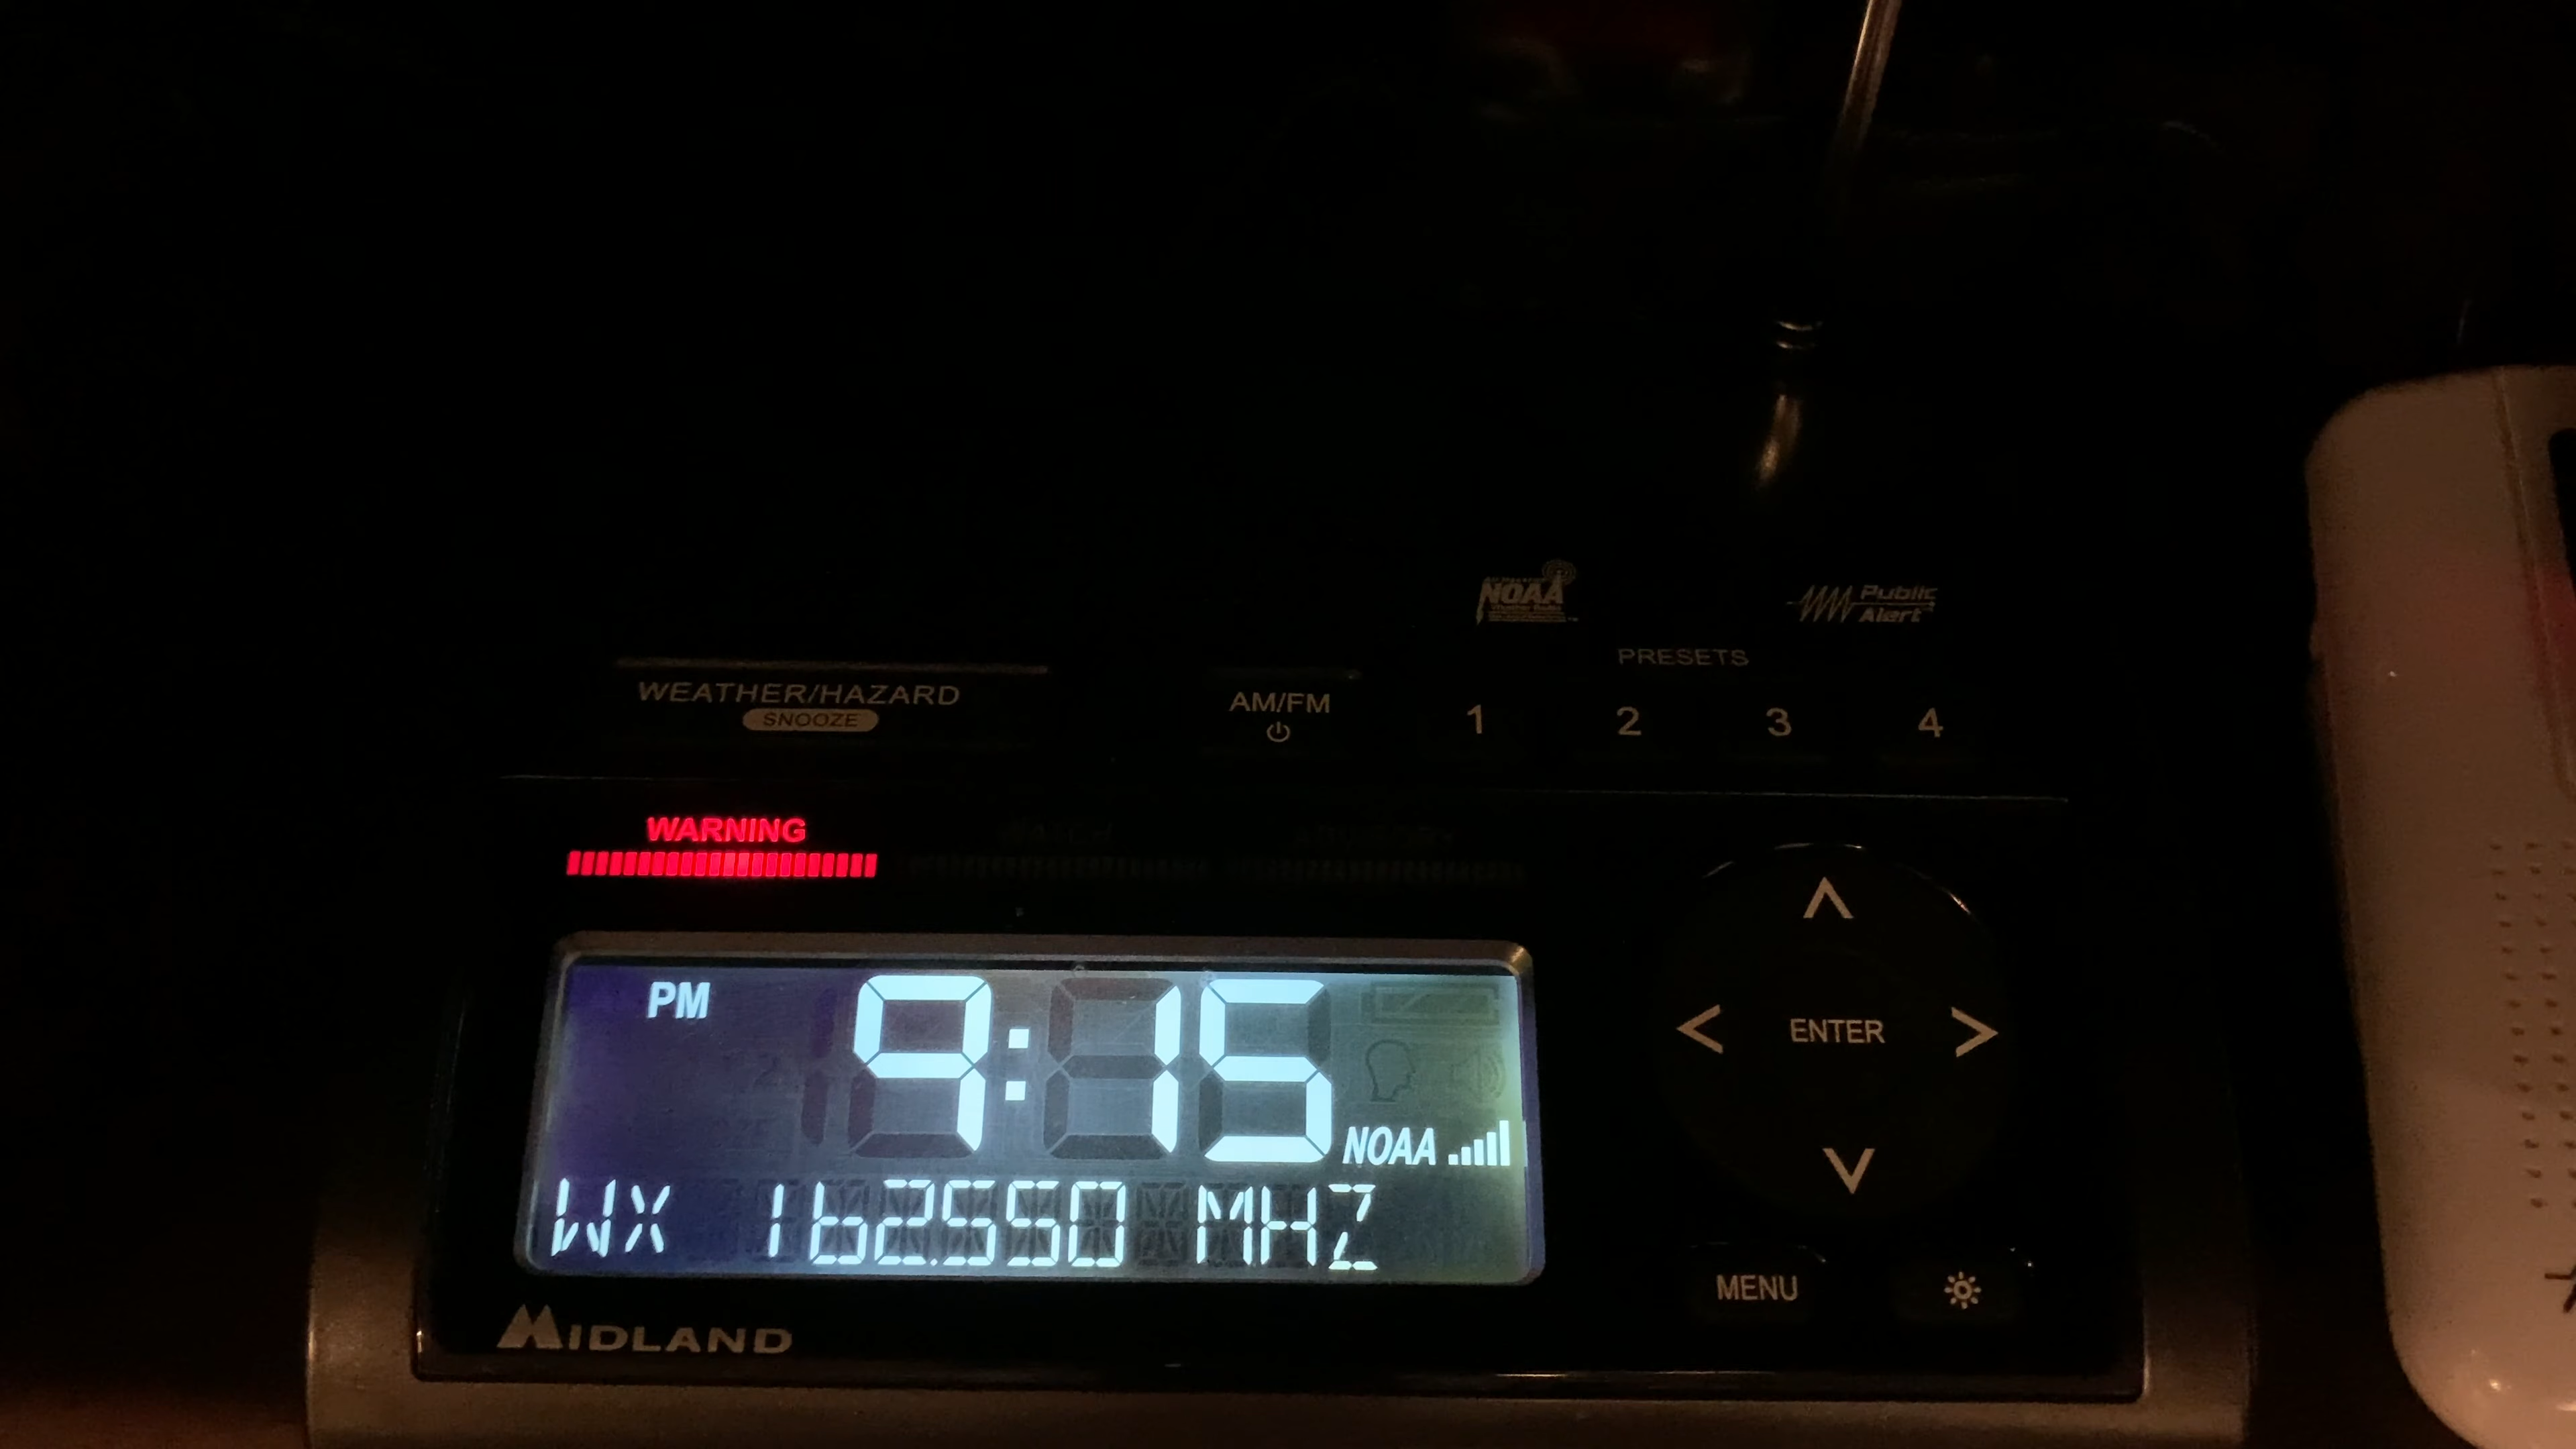 NOAA
Public
Alert
PRESETS
WEATHER/HAZARD
SNOOZE
AM/FM
1 2 3 4
WARNING
PM 9:15
NOAA
WX 162.550 MHZ
ENTER
MENU
MIDLAND